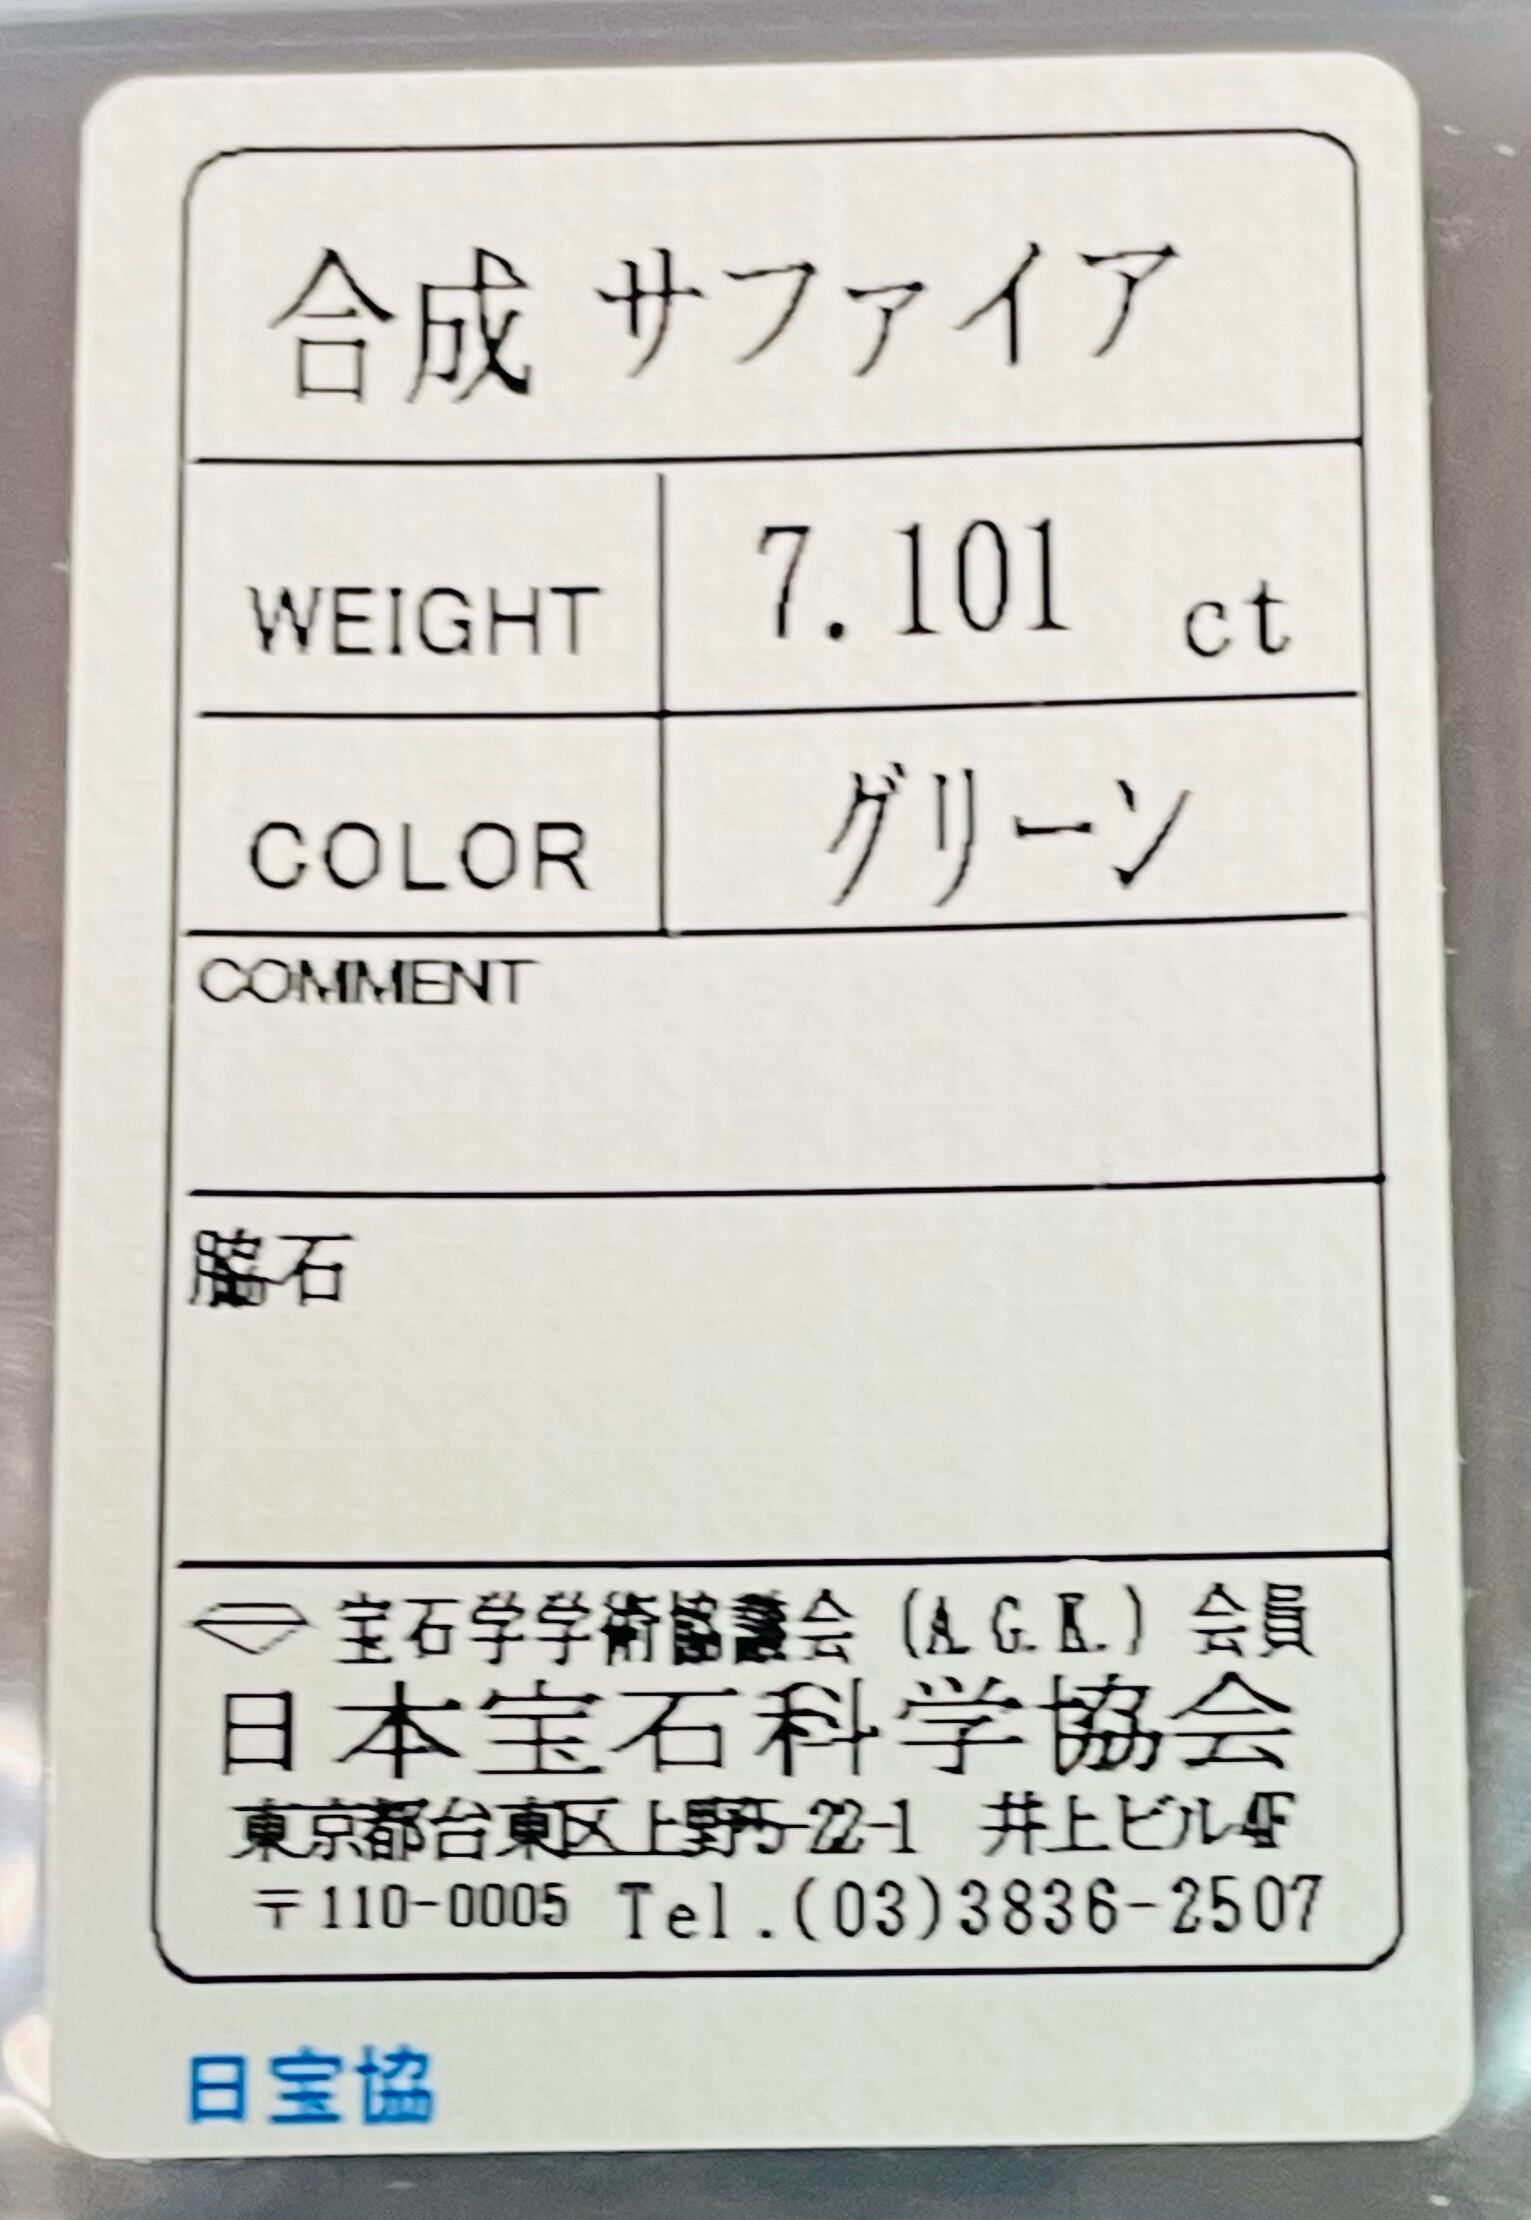 合成 サファイア
WEIGHT 7.101 ct
COLOR グリーン
COMMENT
脇石
宝石学学術協議会 (A.G.K.) 会員
日本宝石科学協会
東京都台東区上野5-22-1 井上ビル4F
〒110-0005 Tel.(03)3836-2507
日宝協